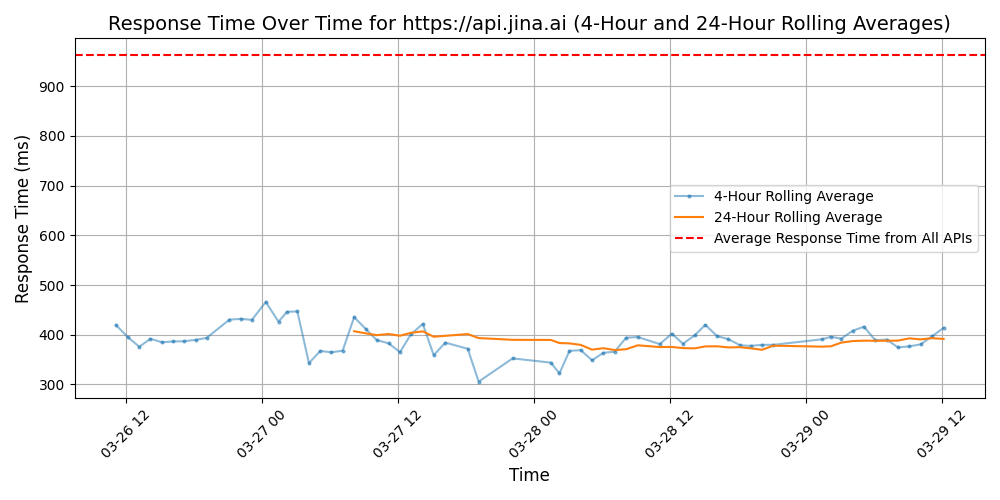 Response Time Over Time for https://api.jina.ai (4-Hour and 24-Hour Rolling Averages)
Response Time (ms)
900
800
700
600
500
400
300
4-Hour Rolling Average
24-Hour Rolling Average
Average Response Time from All APIs
03-26 12
03-27 00
03-27 12
03-28 00
03-28 12
03-29 00
03-29 12
Time